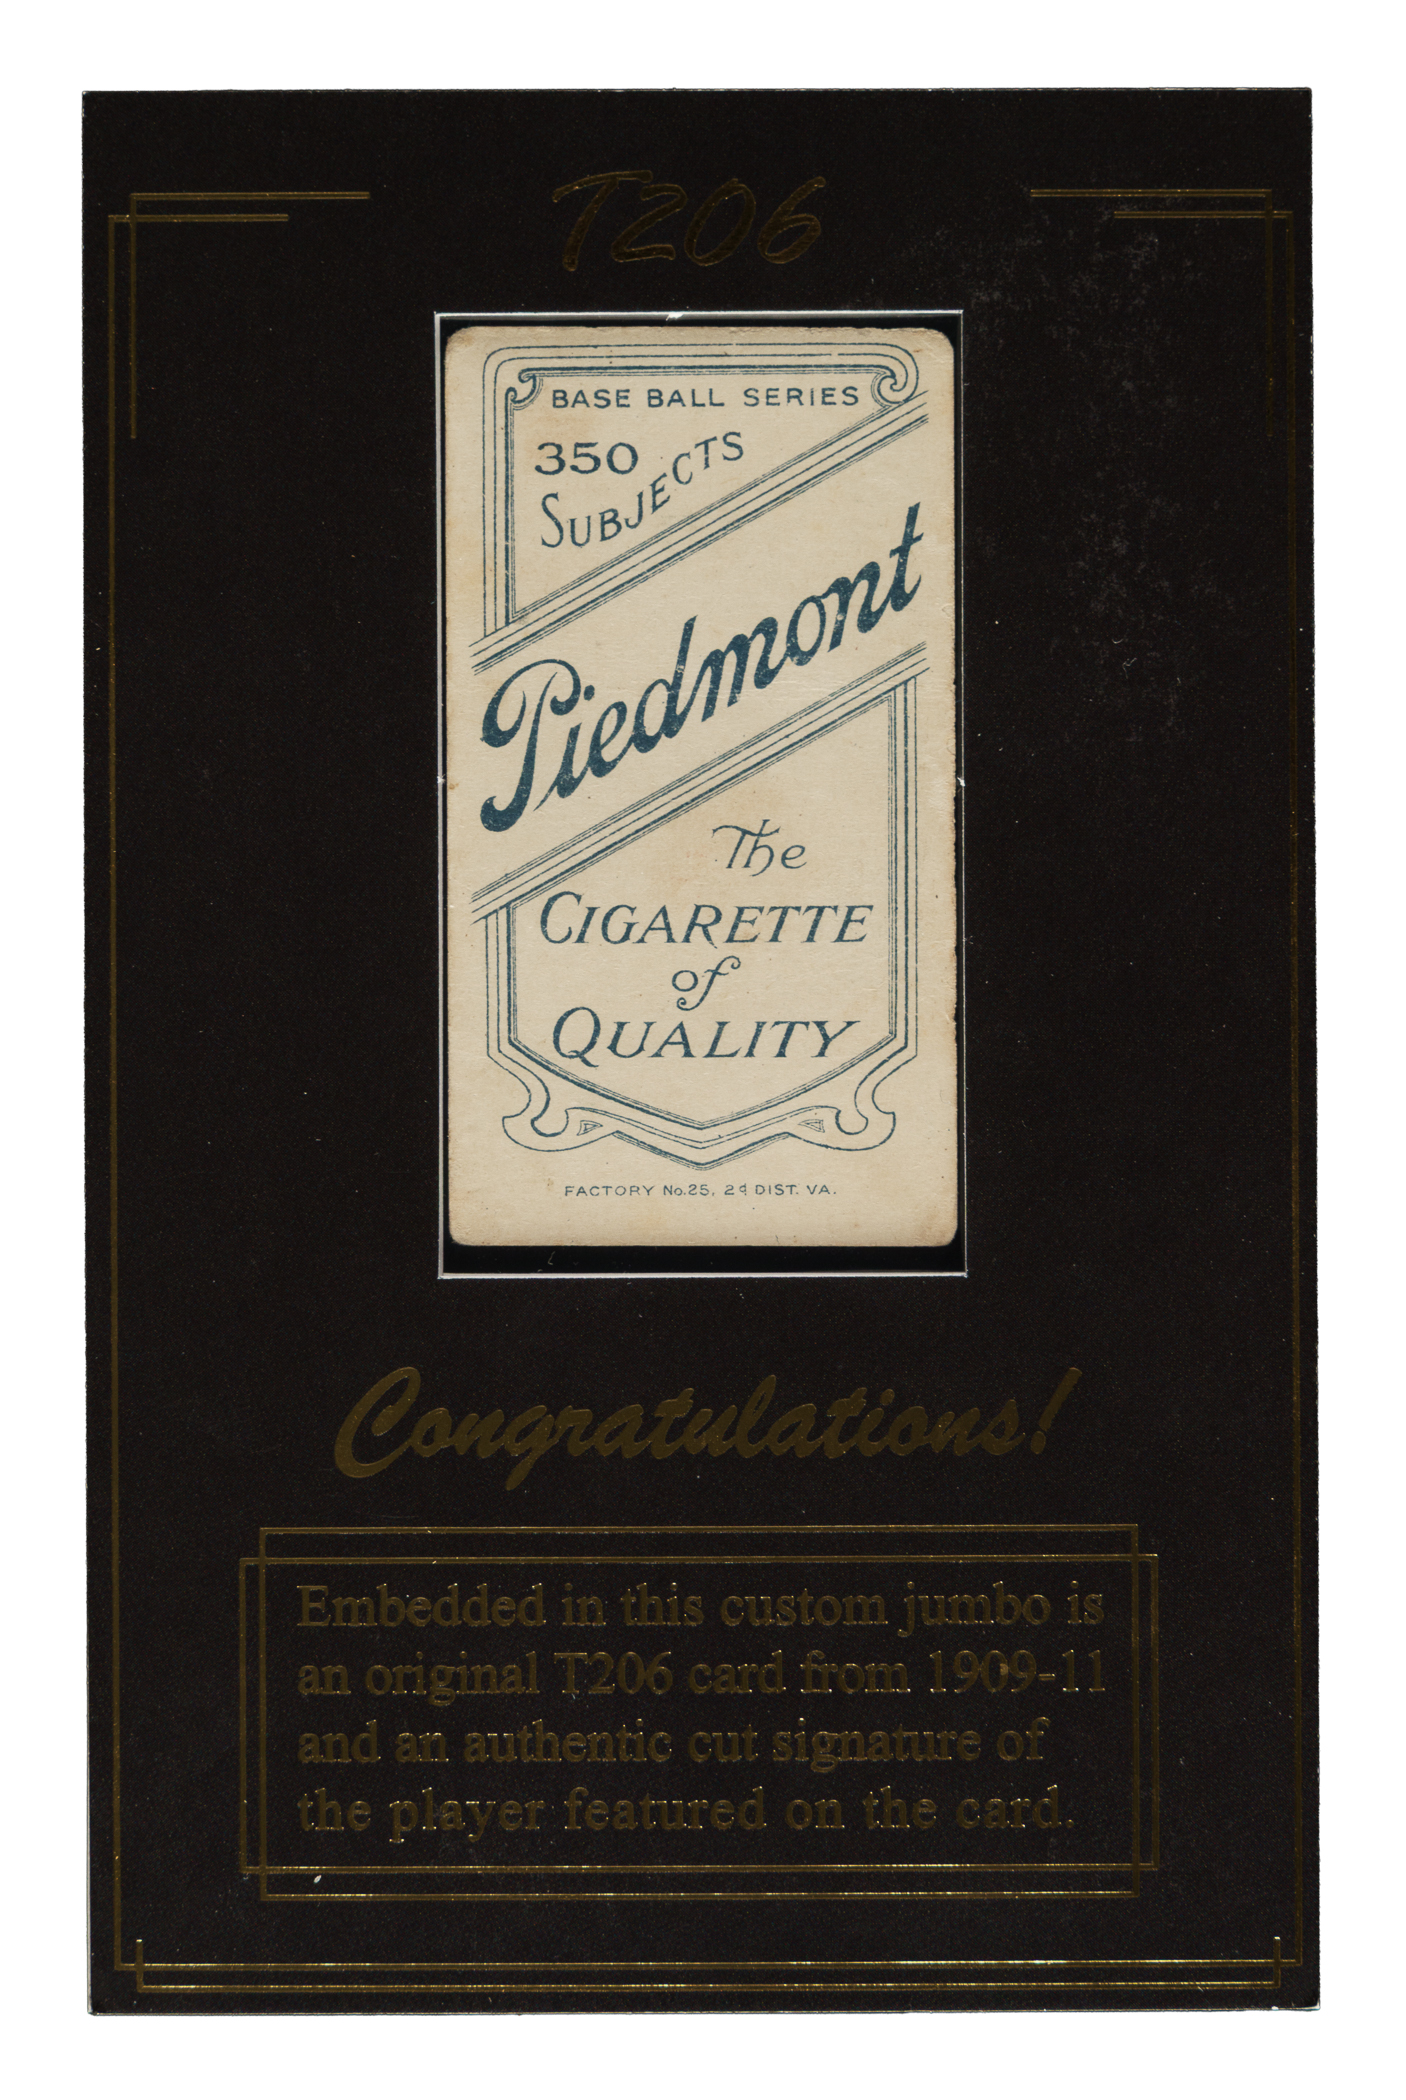 T206
BASE BALL SERIES
350
SUBJECTS
Piedmont
The
CIGARETTE
of
QUALITY
FACTORY No.25, 2d DIST. VA.
Congratulations!
Embedded in this custom jumbo is
an original T206 card from 1909-11
and an authentic cut signature of
the player featured on the card.